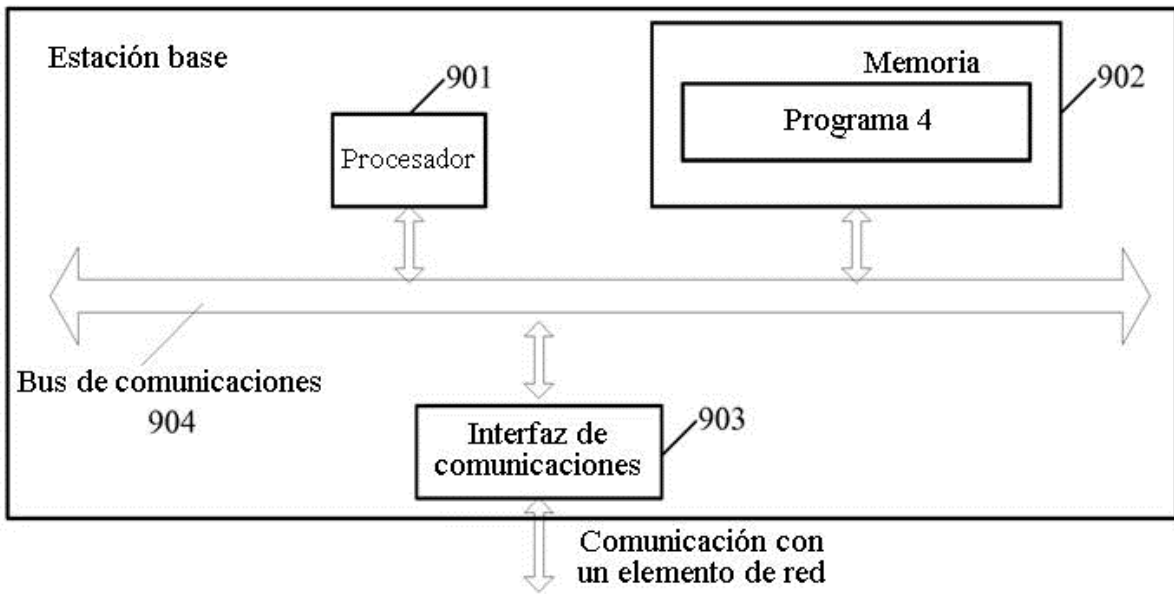 Estación base
901
Procesador
Memoria
902
Programa 4
Bus de comunicaciones
904
Interfaz de
comunicaciones
903
Comunicación con
un elemento de red